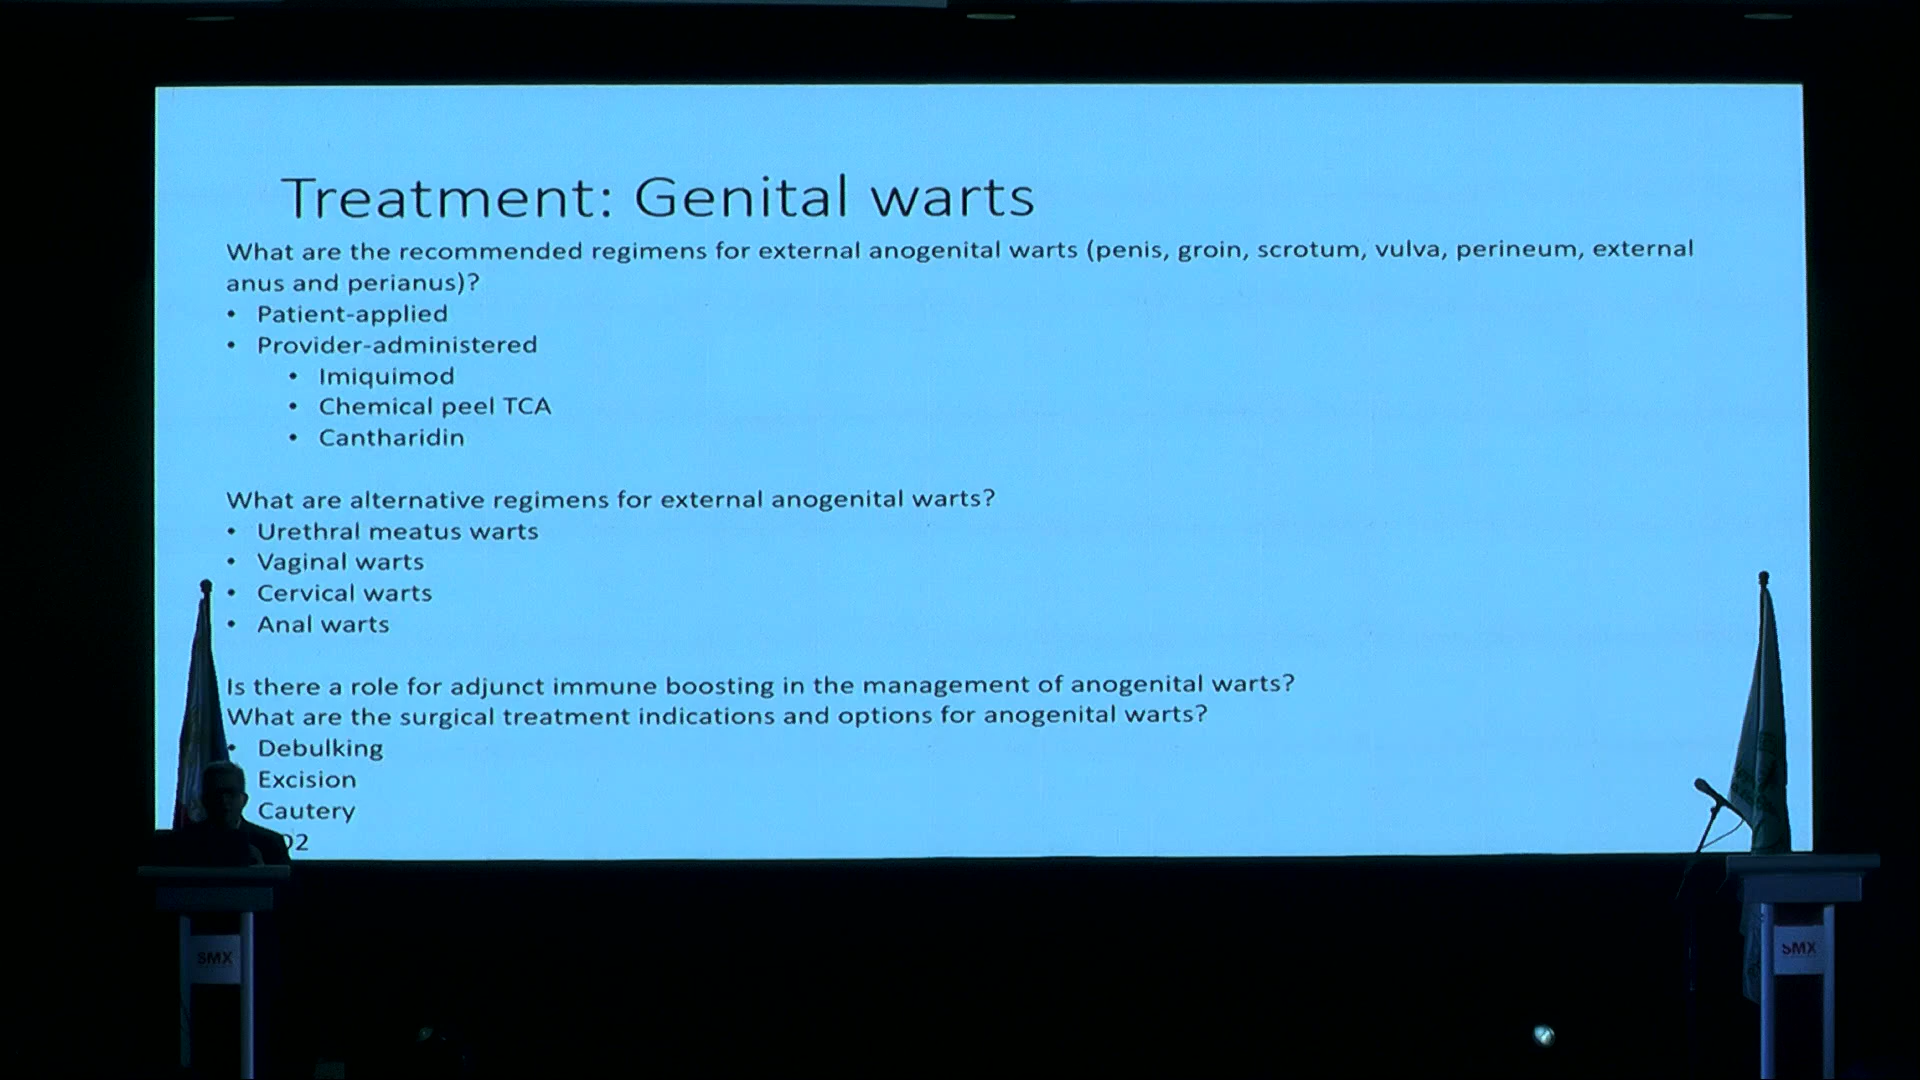 Treatment: Genital warts
What are the recommended regimens for external anogenital warts (penis, groin, scrotum, vulva, perineum, external
anus and perianus)?
• Patient-applied
• Provider-administered
• Imiquimod
• Chemical peel TCA
• Cantharidin
What are alternative regimens for external anogenital warts?
• Urethral meatus warts
• Vaginal warts
• Cervical warts
• Anal warts
Is there a role for adjunct immune boosting in the management of anogenital warts?
What are the surgical treatment indications and options for anogenital warts?
• Debulking
Excision
Cautery
SMX
SMX